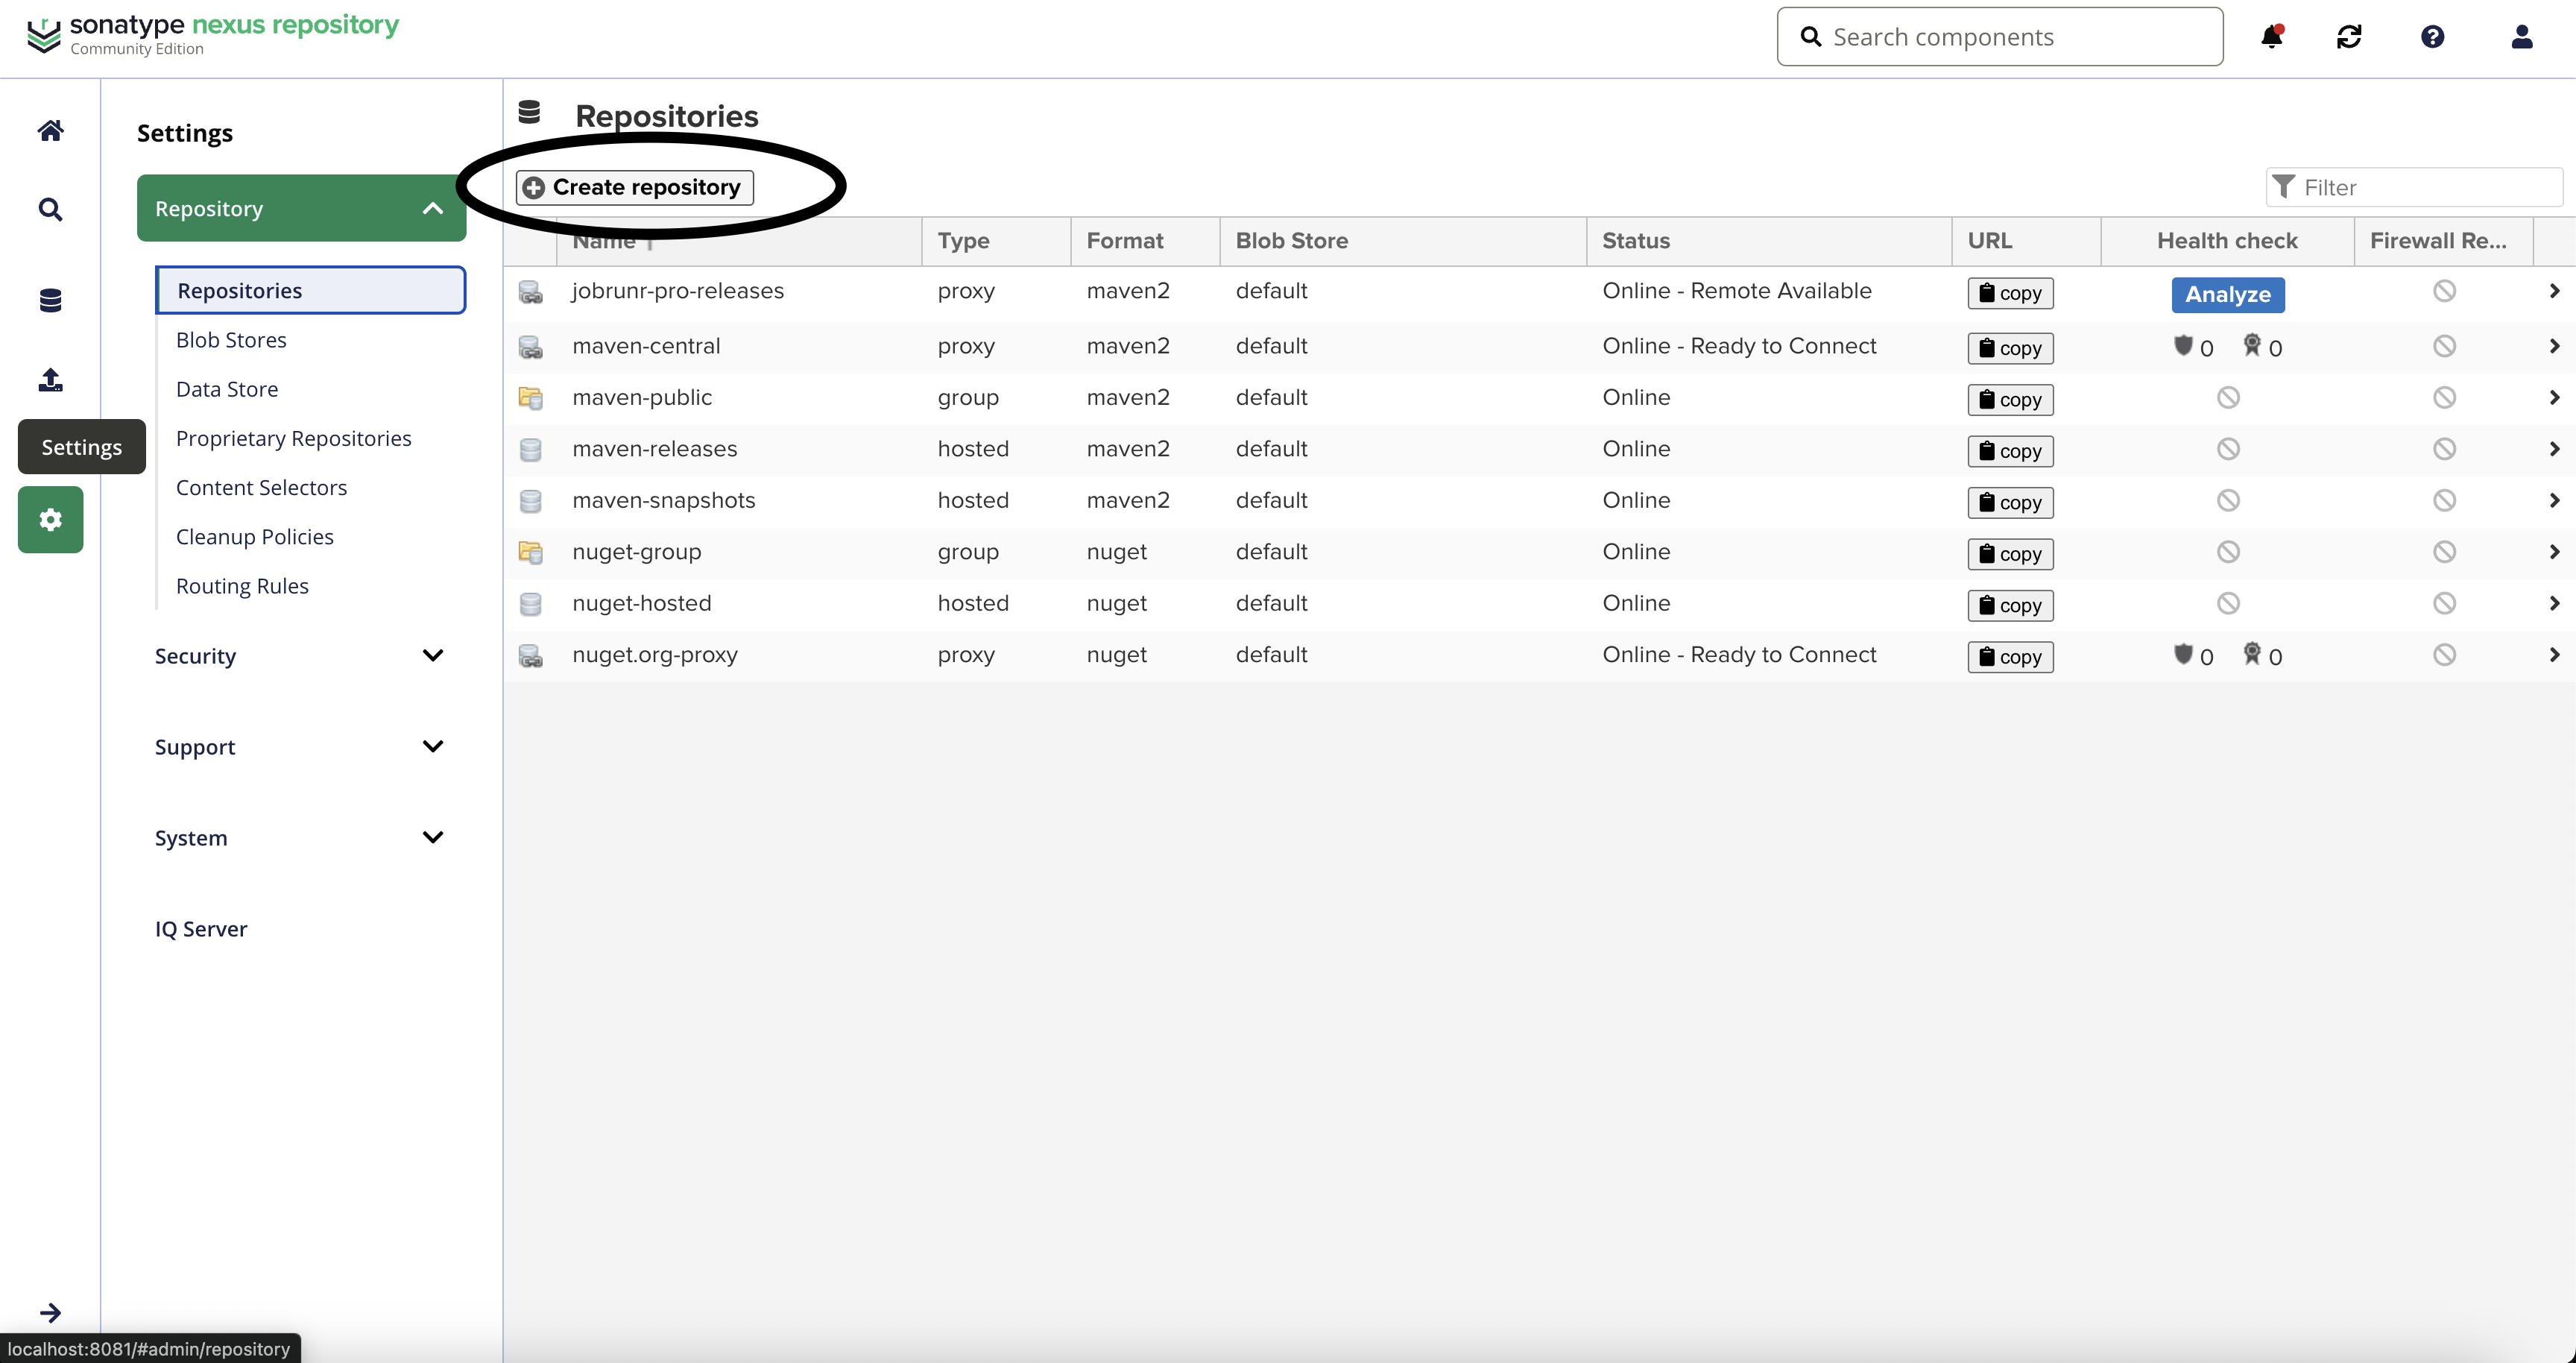 sonatype nexus repository
Community Edition
Search components
Settings
Repository
Repositories
Blob Stores
Data Store
Proprietary Repositories
Settings
Content Selectors
Cleanup Policies
Routing Rules
Security
Support
System
IQ Server
Repositories
Create repository
Filter
Name Type Format Blob Store Status URL Health check Firewall Re...
jobrunr-pro-releases proxy maven2 default Online - Remote Available copy Analyze
maven-central proxy maven2 default Online - Ready to Connect copy 0 0
maven-public group maven2 default Online copy
maven-releases hosted maven2 default Online copy
maven-snapshots hosted maven2 default Online copy
nuget-group group nuget default Online copy
nuget-hosted hosted nuget default Online copy
nuget.org-proxy proxy nuget default Online - Ready to Connect copy 0 0
localhost:8081/#admin/repository